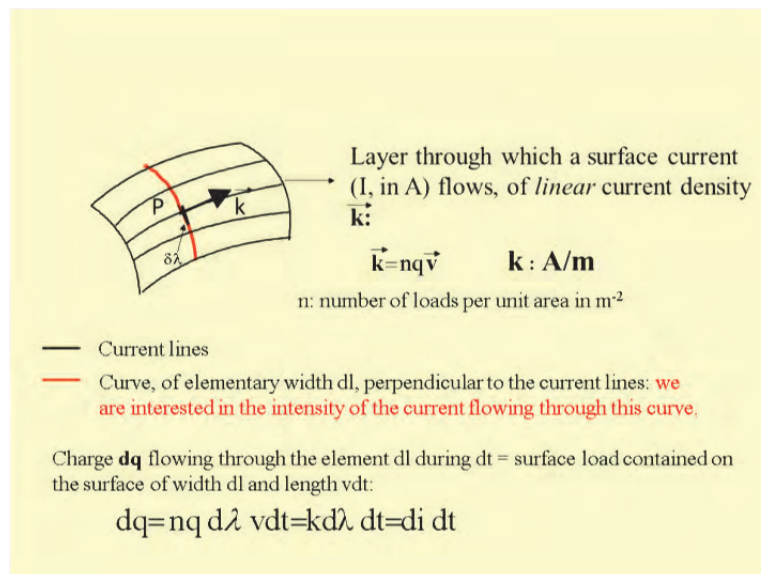 Layer through which a surface current
(I, in A) flows, of linear current density
k⃗:
P
k⃗
δλ
k⃗=nqv⃗ k : A/m
n: number of loads per unit area in m⁻²
Current lines
Curve, of elementary width dl, perpendicular to the current lines: we
are interested in the intensity of the current flowing through this curve.
Charge dq flowing through the element dl during dt = surface load contained on
the surface of width dl and length vdt:
dq=nq dλ vdt=kdλ dt=di dt